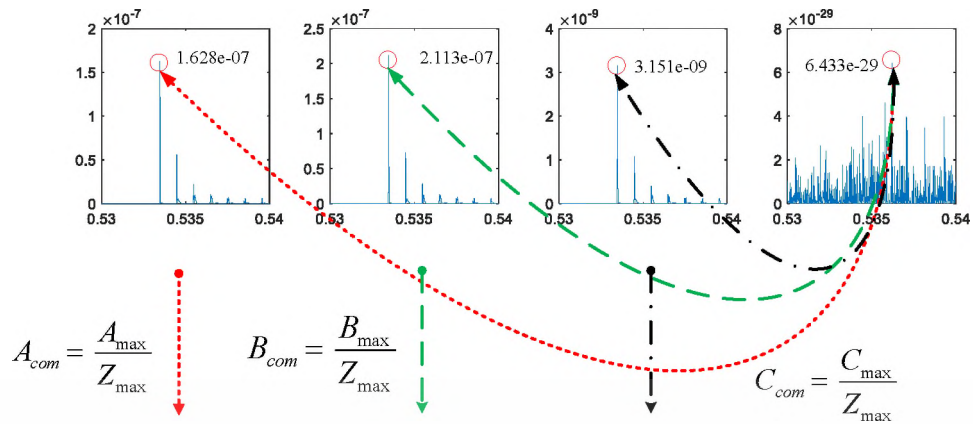 ×10⁻⁷ ×10⁻⁷ ×10⁻⁹ ×10⁻²⁹
2 2.5 4 8
1.628e-07 2.113e-07 3.151e-09 6.433e-29
1.5 2 3 6
1 1.5 2 4
1
0.5 0.5 1 2
0 0 0 0
0.53 0.535 0.54 0.53 0.535 0.54 0.53 0.535 0.54 0.53 0.535 0.54
A_com = A_max / Z_max
B_com = B_max / Z_max
C_com = C_max / Z_max